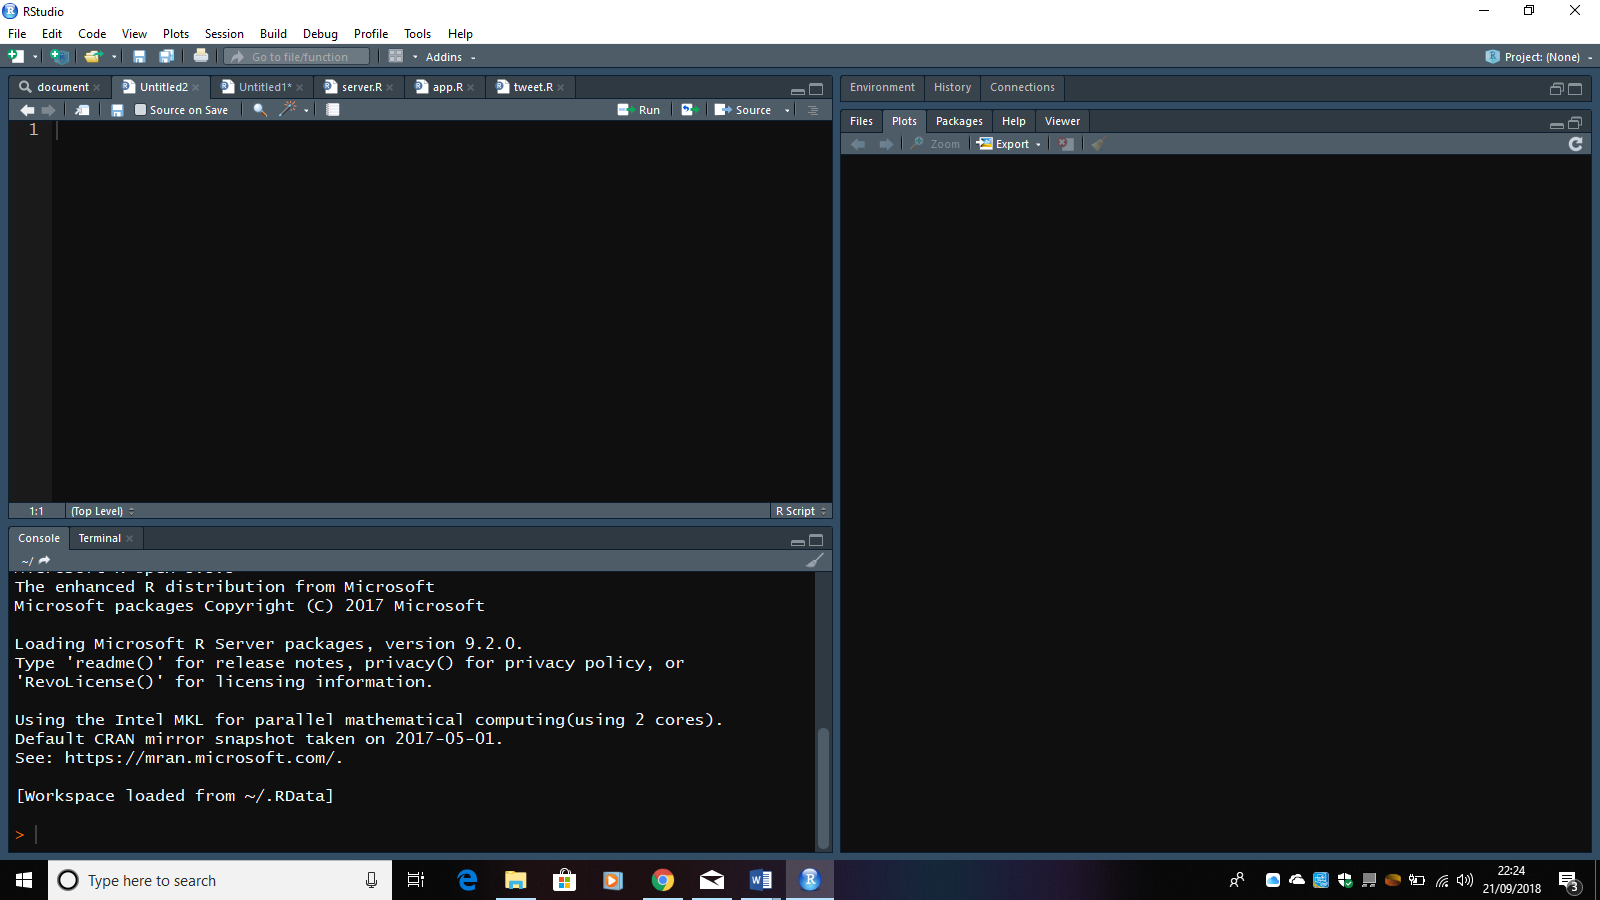 RStudio
File Edit Code View Plots Session Build Debug Profile Tools Help
Go to file/function Addins Project: (None)
document Untitled2 Untitled1* server.R app.R tweet.R
Source on Save Run Source
1
1:1 (Top Level) R Script
Console Terminal
~/
The enhanced R distribution from Microsoft
Microsoft packages Copyright (C) 2017 Microsoft
Loading Microsoft R Server packages, version 9.2.0.
Type 'readme()' for release notes, privacy() for privacy policy, or
'RevoLicense()' for licensing information.
Using the Intel MKL for parallel mathematical computing(using 2 cores).
Default CRAN mirror snapshot taken on 2017-05-01.
See: https://mran.microsoft.com/.
[Workspace loaded from ~/.RData]
>
Environment History Connections
Files Plots Packages Help Viewer
Zoom Export
Type here to search
22:24
21/09/2018
3